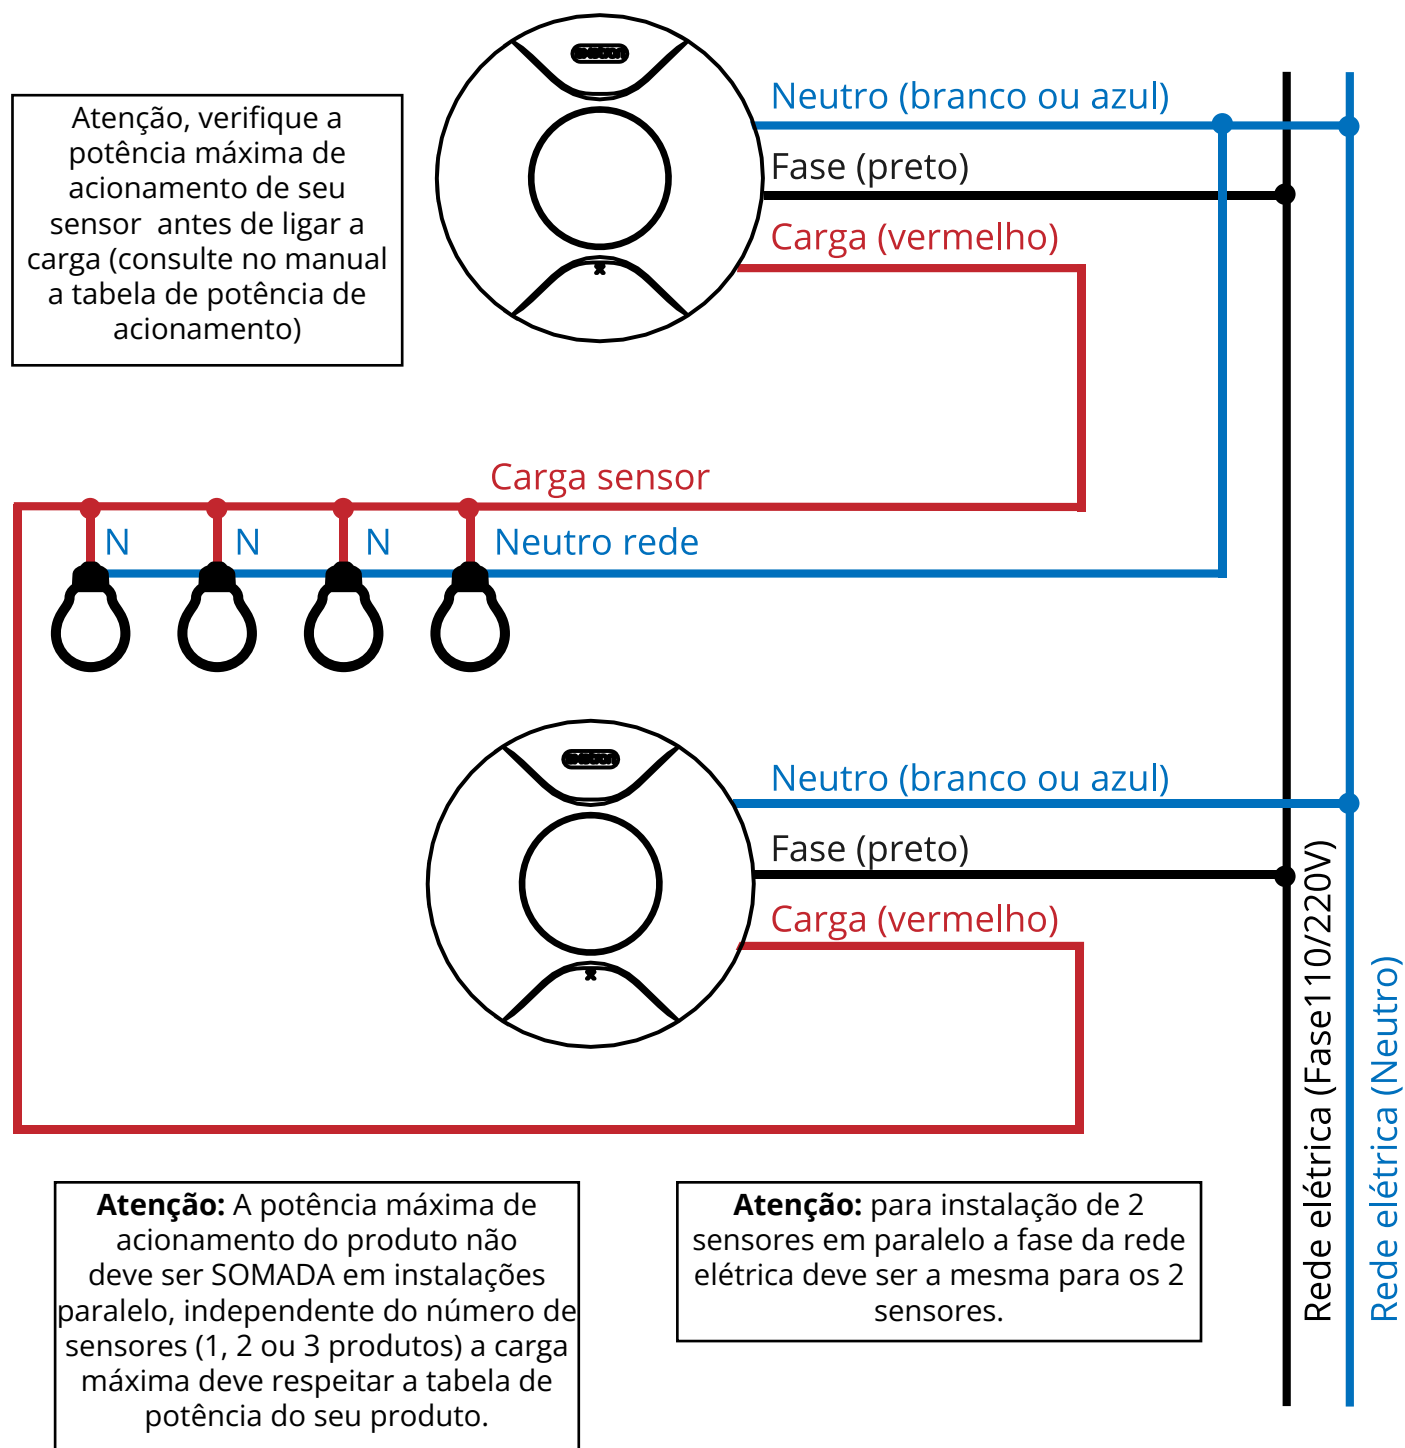 Atenção, verifique a
potência máxima de
acionamento de seu
sensor antes de ligar a
carga (consulte no manual
a tabela de potência de
acionamento)
exatron
Neutro (branco ou azul)
Fase (preto)
Carga (vermelho)
Carga sensor
N
N
N
Neutro rede
exatron
Neutro (branco ou azul)
Fase (preto)
Carga (vermelho)
Rede elétrica (Fase110/220V)
Rede elétrica (Neutro)
Atenção: A potência máxima de
acionamento do produto não
deve ser SOMADA em instalações
paralelo, independente do número de
sensores (1, 2 ou 3 produtos) a carga
máxima deve respeitar a tabela de
potência do seu produto.
Atenção: para instalação de 2
sensores em paralelo a fase da rede
elétrica deve ser a mesma para os 2
sensores.